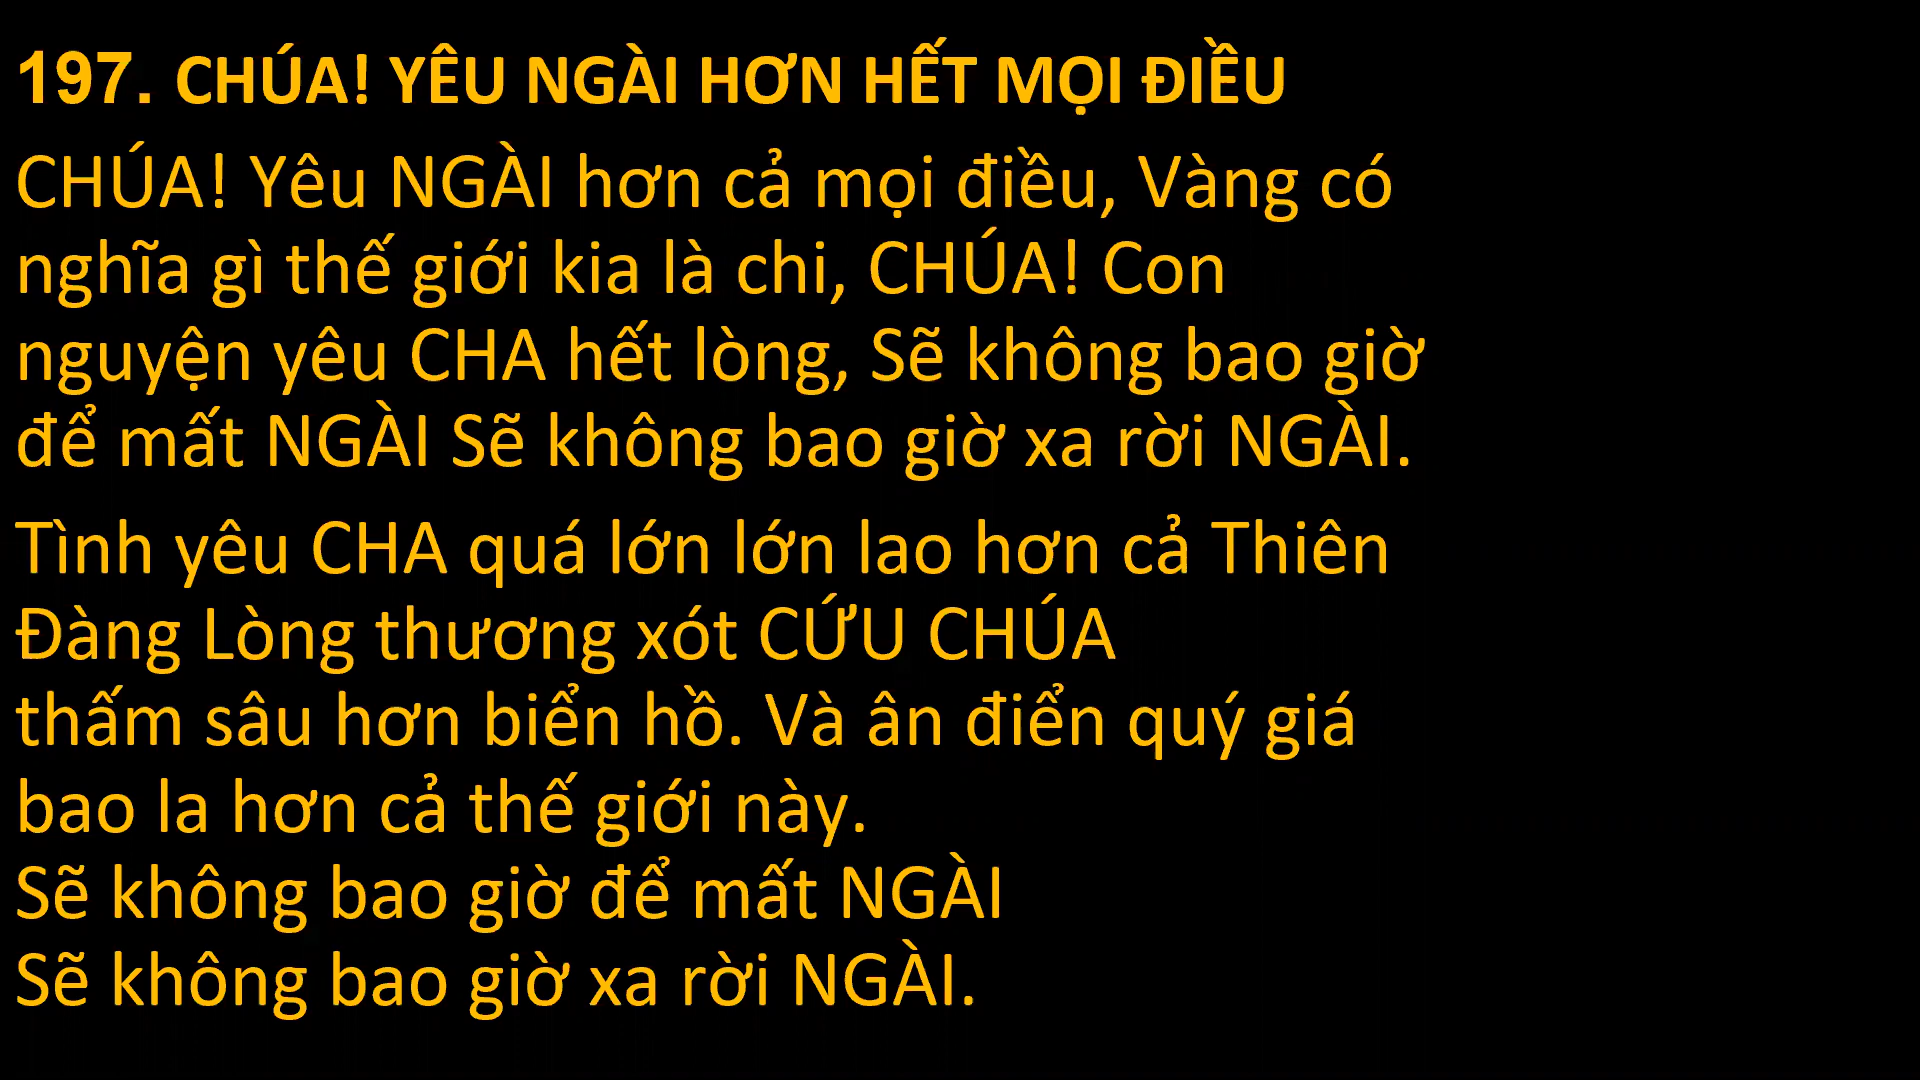 197. CHÚA! YÊU NGÀI HƠN HẾT MỌI ĐIỀU
CHÚA! Yêu NGÀI hơn cả mọi điều, Vàng có
nghĩa gì thế giới kia là chi, CHÚA! Con
nguyện yêu CHA hết lòng, Sẽ không bao giờ
để mất NGÀI Sẽ không bao giờ xa rời NGÀI.
Tình yêu CHA quá lớn lớn lao hơn cả Thiên
Đàng Lòng thương xót CỨU CHÚA
thấm sâu hơn biển hồ. Và ân điển quý giá
bao la hơn cả thế giới này.
Sẽ không bao giờ để mất NGÀI
Sẽ không bao giờ xa rời NGÀI.